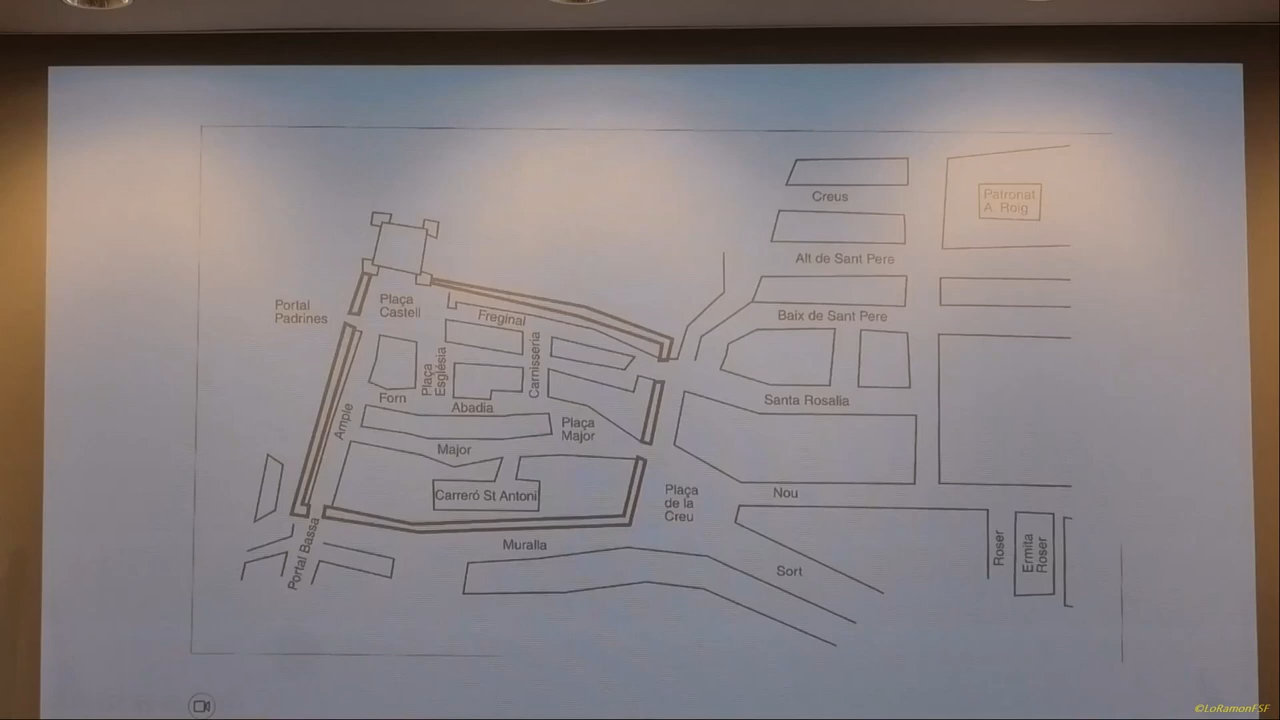 Creus
Patronat
A. Roig
Alt de Sant Pere
Portal
Padrines
Plaça
Castell
Freginal
Baix de Sant Pere
Carnisseria
Plaça
Església
Forn
Abadia
Santa Rosalia
Ample
Plaça
Major
Major
Carreró St Antoni
Plaça
de la
Creu
Nou
Portal Bassa
Muralla
Sort
Roser
Ermita
Roser
©LoRamonFSF